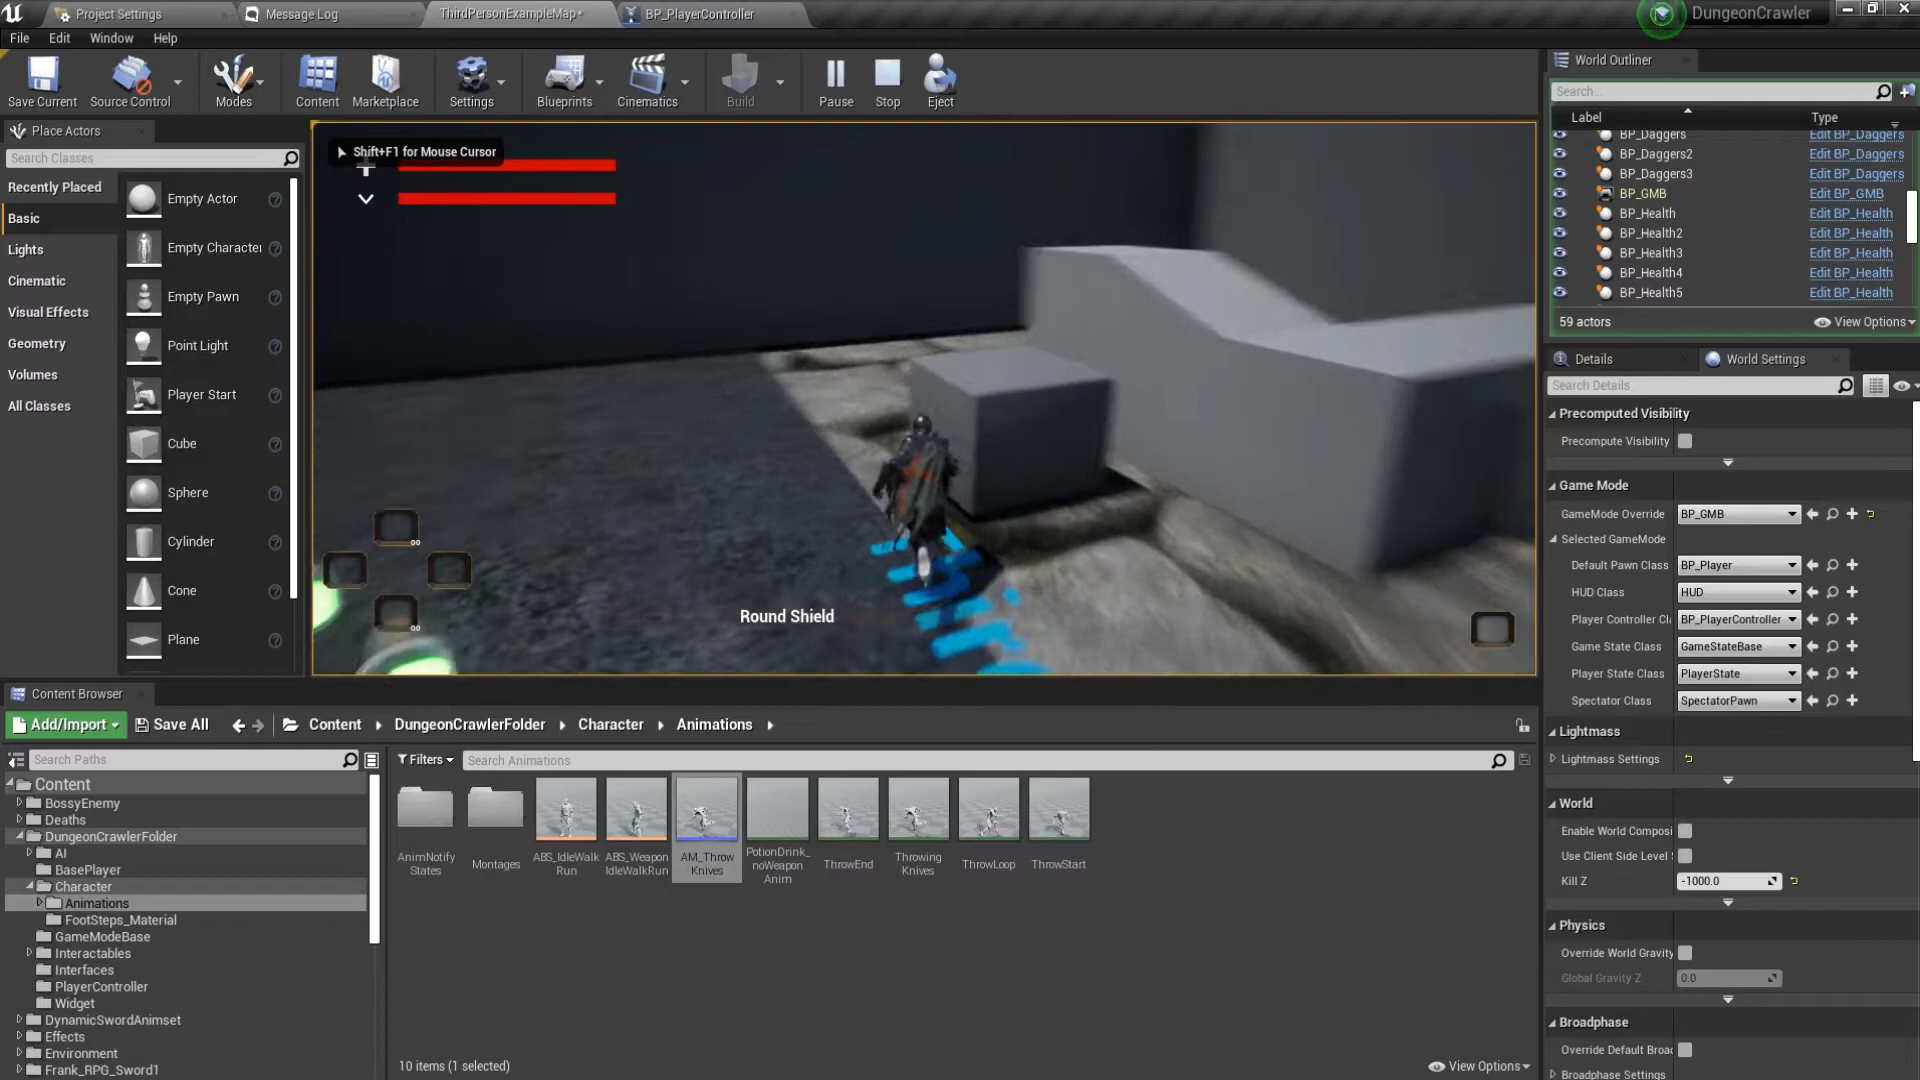 Project Settings
Message Log
ThirdPersonExampleMap*
BP_PlayerController
DungeonCrawler
File
Edit
Window
Help
Save Current
Source Control
Modes
Content
Marketplace
Settings
Blueprints
Cinematics
Build
Pause
Stop
Eject
Place Actors
Search Classes
Recently Placed
Basic
Lights
Cinematic
Visual Effects
Geometry
Volumes
All Classes
Empty Actor
Empty Character
Empty Pawn
Point Light
Player Start
Cube
Sphere
Cylinder
Cone
Plane
Shift+F1 for Mouse Cursor
Round Shield
World Outliner
Search...
Label
Type
BP_Daggers Edit BP_Daggers
BP_Daggers2 Edit BP_Daggers
BP_Daggers3 Edit BP_Daggers
BP_GMB Edit BP_GMB
BP_Health Edit BP_Health
BP_Health2 Edit BP_Health
BP_Health3 Edit BP_Health
BP_Health4 Edit BP_Health
BP_Health5 Edit BP_Health
59 actors
View Options
Details
World Settings
Search Details
Precomputed Visibility
Precompute Visibility
Game Mode
GameMode Override BP_GMB
Selected GameMode
Default Pawn Class BP_Player
HUD Class HUD
Player Controller Cl BP_PlayerController
Game State Class GameStateBase
Player State Class PlayerState
Spectator Class SpectatorPawn
Lightmass
Lightmass Settings
World
Enable World Composi
Use Client Side Level
Kill Z -1000.0
Physics
Override World Gravity
Global Gravity Z 0.0
Broadphase
Override Default Broad
Broadphase Settings
Content Browser
Add/Import
Save All
Content
DungeonCrawlerFolder
Character
Animations
Search Paths
Filters
Search Animations
Content
BossyEnemy
Deaths
DungeonCrawlerFolder
AI
BasePlayer
Character
Animations
FootSteps_Material
GameModeBase
Interactables
Interfaces
PlayerController
Widget
DynamicSwordAnimset
Effects
Environment
Frank_RPG_Sword1
AnimNotify
States
Montages
ABS_IdleWalk
Run
ABS_Weapon
IdleWalkRun
AM_Throw
Knives
PotionDrink_
noWeapon
Anim
ThrowEnd
Throwing
Knives
ThrowLoop
ThrowStart
10 items (1 selected)
View Options